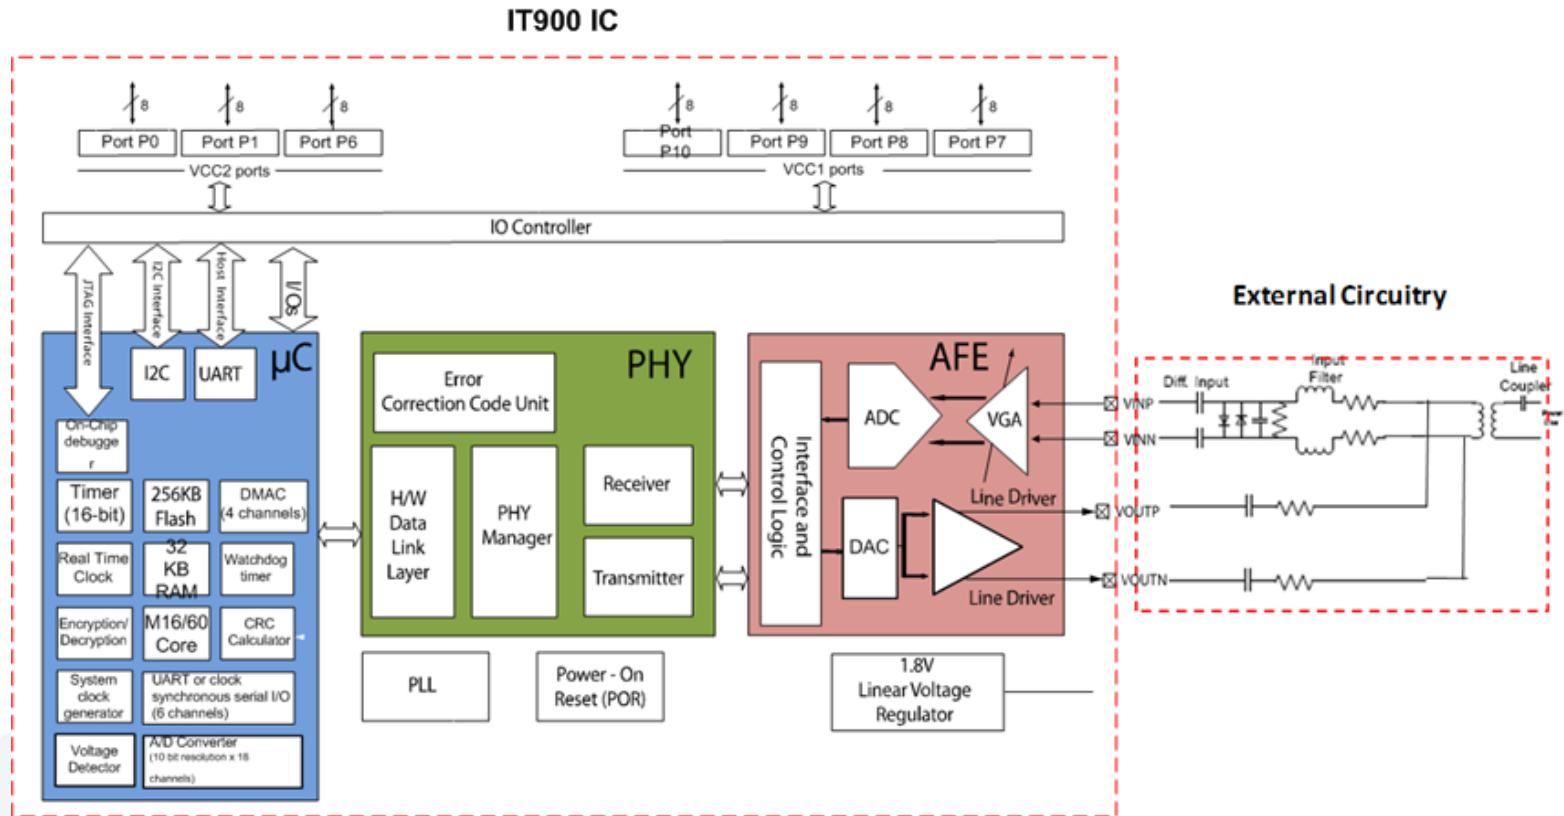 IT900 IC
8
8
8
8
8
8
8
Port P0
Port P1
Port P6
Port
P10
Port P9
Port P8
Port P7
VCC2 ports
VCC1 ports
IO Controller
JTAG Interface
I2C Interface
Host Interface
I/Os
External Circuitry
µC
I2C
UART
On-Chip
debugge
r
Timer
(16-bit)
256KB
Flash
DMAC
(4 channels)
Real Time
Clock
32
KB
RAM
Watchdog
timer
Encryption/
Decryption
M16/60
Core
CRC
Calculator
System
clock
generator
UART or clock
synchronous serial I/O
(6 channels)
Voltage
Detector
A/D Converter
(10 bit resolution x 16
channels)
PHY
Error
Correction Code Unit
H/W
Data
Link
Layer
PHY
Manager
Receiver
Transmitter
PLL
Power - On
Reset (POR)
AFE
Interface and
Control Logic
ADC
VGA
Line Driver
DAC
Line Driver
1.8V
Linear Voltage
Regulator
VINP
VINN
VOUTP
VOUTN
Diff. Input
Input
Filter
Line
Coupler